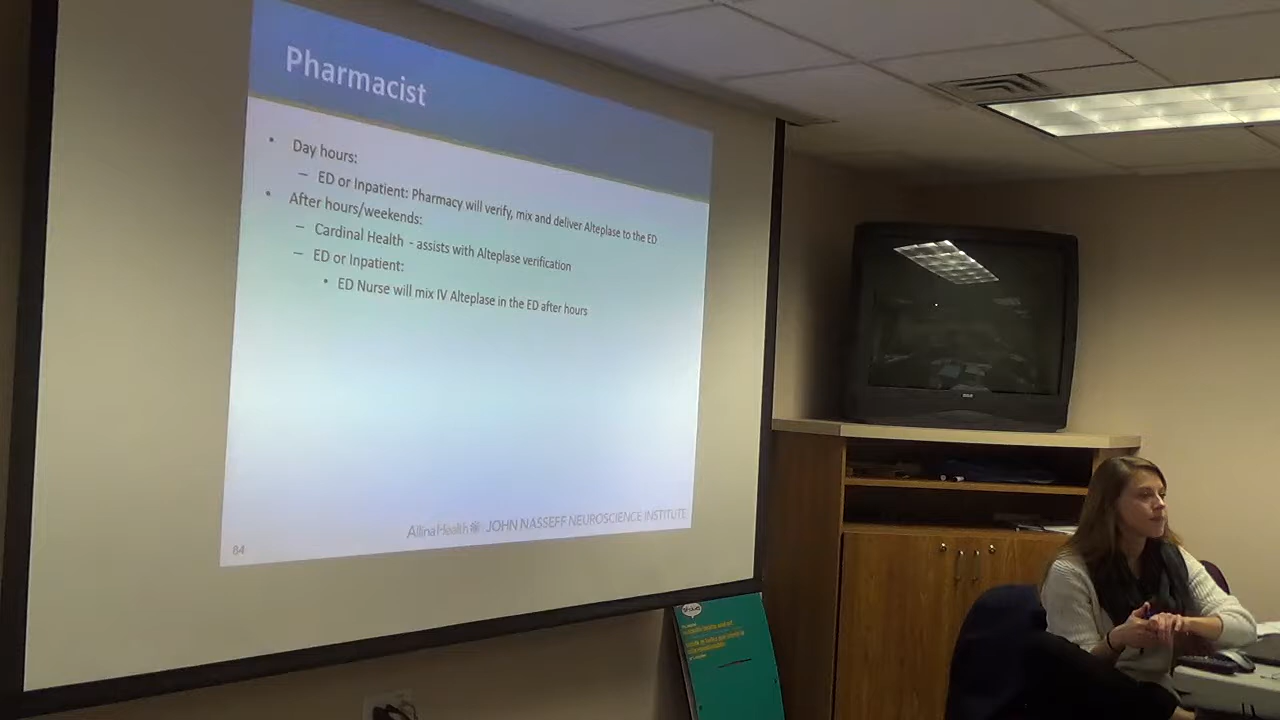 Pharmacist
• Day hours:
– ED or Inpatient: Pharmacy will verify, mix and deliver Alteplase to the ED
• After hours/weekends:
– Cardinal Health - assists with Alteplase verification
– ED or Inpatient:
• ED Nurse will mix IV Alteplase in the ED after hours
AllinaHealth JOHN NASSEFF NEUROSCIENCE INSTITUTE
84